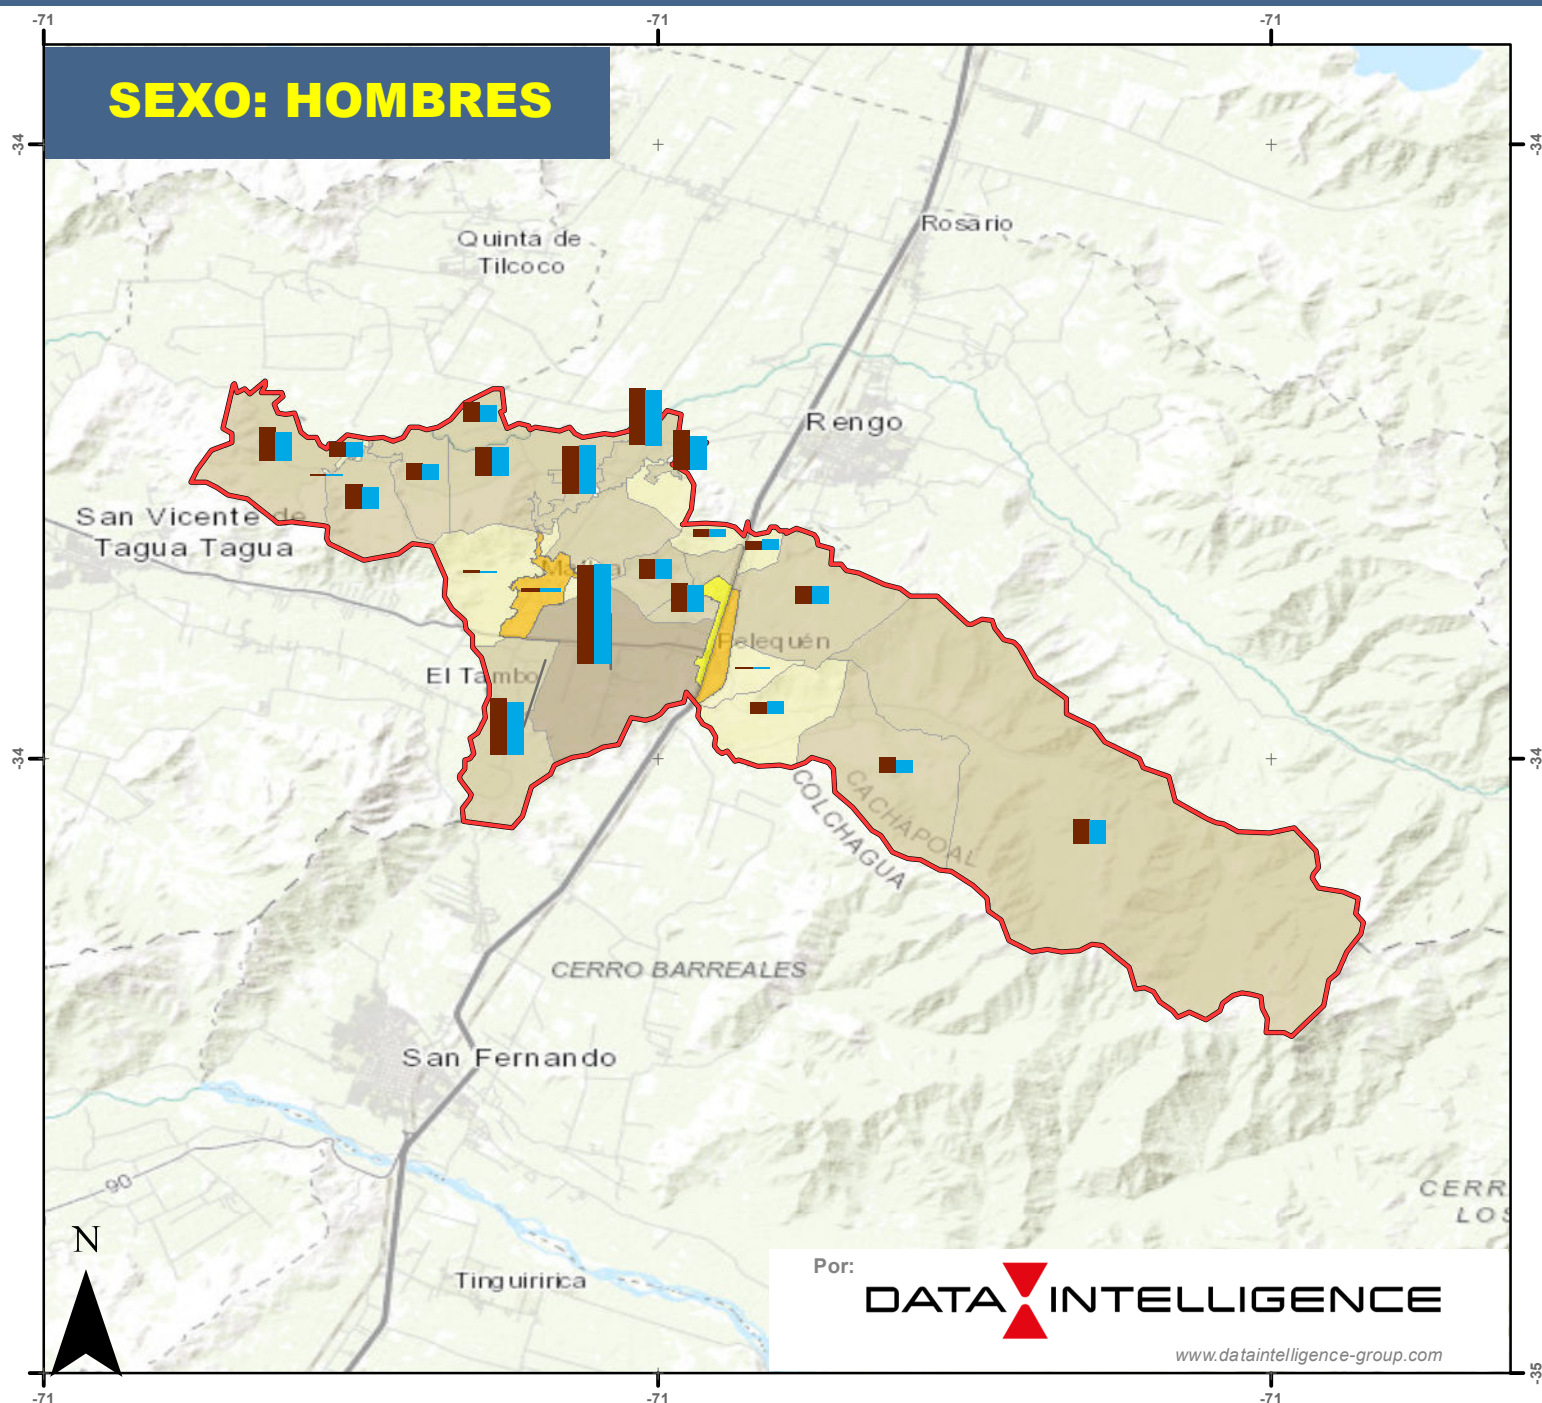 -71
-71
-71
SEXO: HOMBRES
-34
-34
Rosario
Quinta de
Tilcoco
Rengo
San Vicente de
Tagua Tagua
Malloa
Pelequén
El Tambo
-34
-34
CACHAPOAL
COLCHAGUA
CERRO BARREALES
San Fernando
90
CERR
LOS
N
Tinguiririca
Por:
DATA INTELLIGENCE
www.dataintelligence-group.com
-35
-71
-71
-71